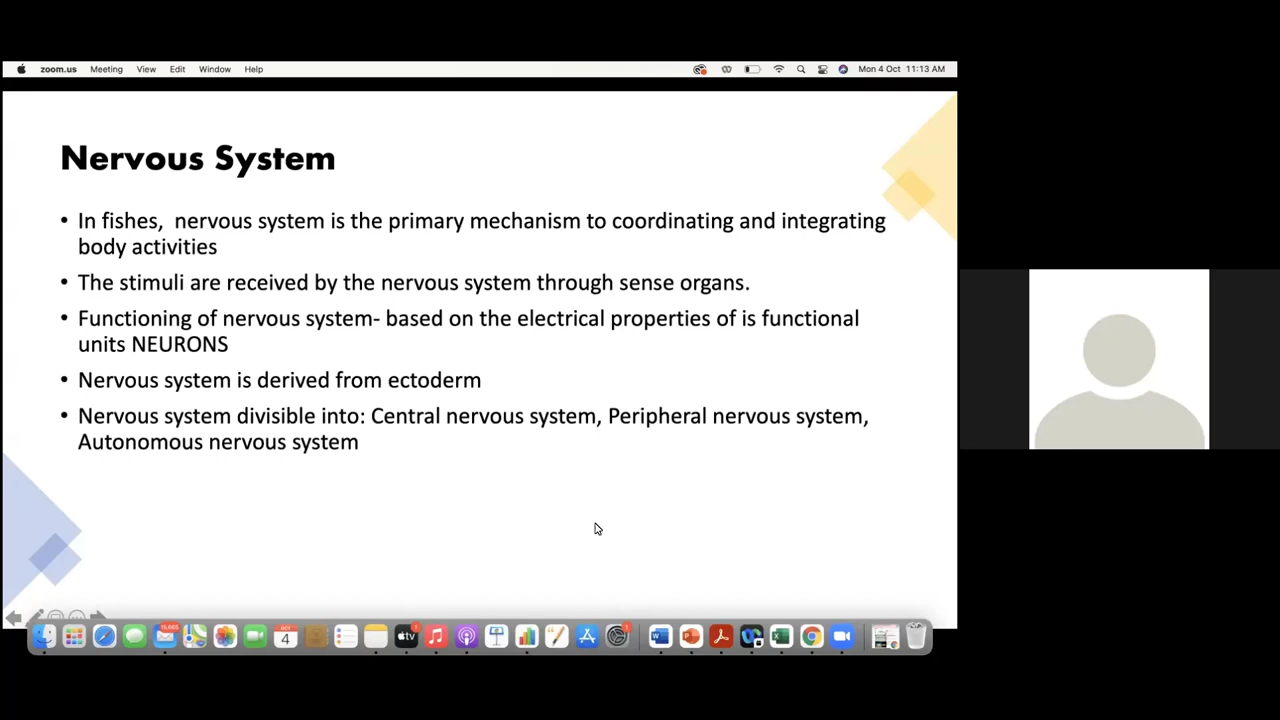 zoom.us Meeting View Edit Window Help Mon 4 Oct 11:13 AM
Nervous System
• In fishes, nervous system is the primary mechanism to coordinating and integrating
body activities
• The stimuli are received by the nervous system through sense organs.
• Functioning of nervous system- based on the electrical properties of is functional
units NEURONS
• Nervous system is derived from ectoderm
• Nervous system divisible into: Central nervous system, Peripheral nervous system,
Autonomous nervous system
OCT
4
tv